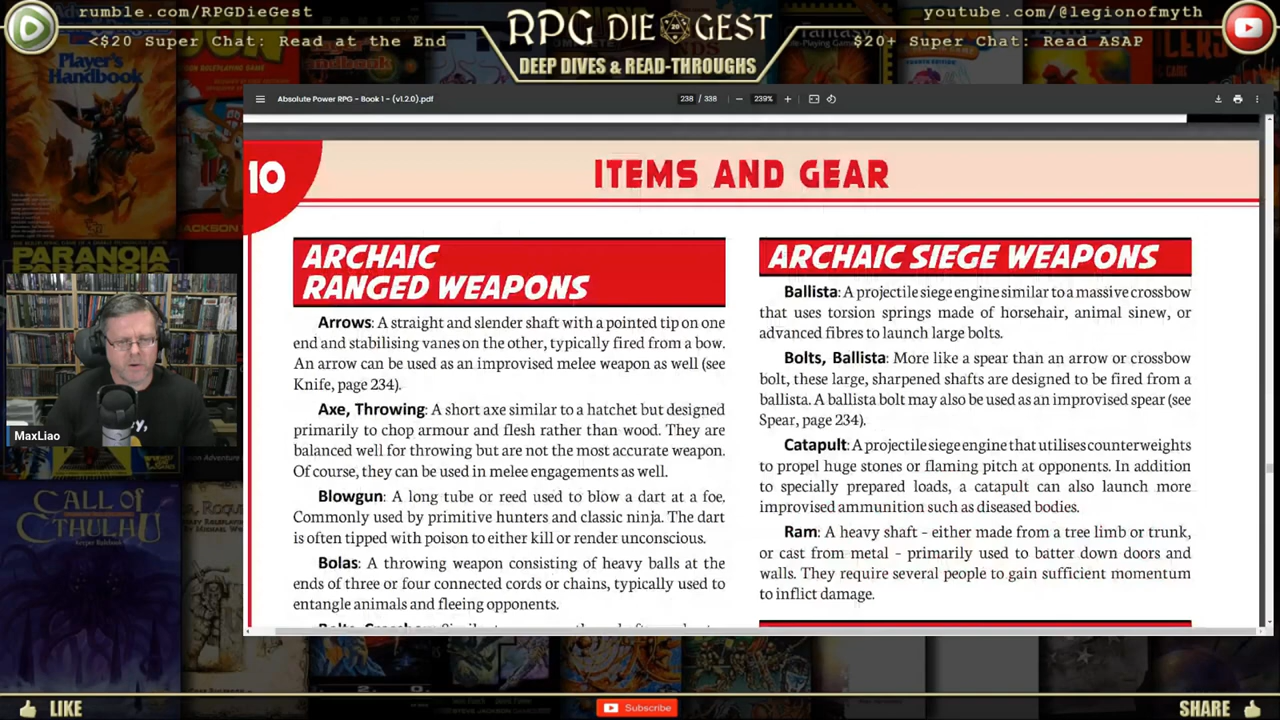 rumble.com/RPGDieGest
<$20 Super Chat: Read at the End
RPG DIE GEST
DEEP DIVES & READ-THROUGHS
youtube.com/@legionofmyth
$20+ Super Chat: Read ASAP
Player's
Handbook
Absolute Power RPG - Book 1 - (v1.2.0).pdf
238 / 338
239%
10
ITEMS AND GEAR
ARCHAIC
RANGED WEAPONS
Arrows: A straight and slender shaft with a pointed tip on one
end and stabilising vanes on the other, typically fired from a bow.
An arrow can be used as an improvised melee weapon as well (see
Knife, page 234).
Axe, Throwing: A short axe similar to a hatchet but designed
primarily to chop armour and flesh rather than wood. They are
balanced well for throwing but are not the most accurate weapon.
Of course, they can be used in melee engagements as well.
Blowgun: A long tube or reed used to blow a dart at a foe.
Commonly used by primitive hunters and classic ninja. The dart
is often tipped with poison to either kill or render unconscious.
Bolas: A throwing weapon consisting of heavy balls at the
ends of three or four connected cords or chains, typically used to
entangle animals and fleeing opponents.
ARCHAIC SIEGE WEAPONS
Ballista: A projectile siege engine similar to a massive crossbow
that uses torsion springs made of horsehair, animal sinew, or
advanced fibres to launch large bolts.
Bolts, Ballista: More like a spear than an arrow or crossbow
bolt, these large, sharpened shafts are designed to be fired from a
ballista. A ballista bolt may also be used as an improvised spear (see
Spear, page 234).
Catapult: A projectile siege engine that utilises counterweights
to propel huge stones or flaming pitch at opponents. In addition
to specially prepared loads, a catapult can also launch more
improvised ammunition such as diseased bodies.
Ram: A heavy shaft – either made from a tree limb or trunk,
or cast from metal – primarily used to batter down doors and
walls. They require several people to gain sufficient momentum
to inflict damage.
PARANOIA
MaxLiao
CALL OF
CTHULHU
LIKE
Subscribe
SHARE